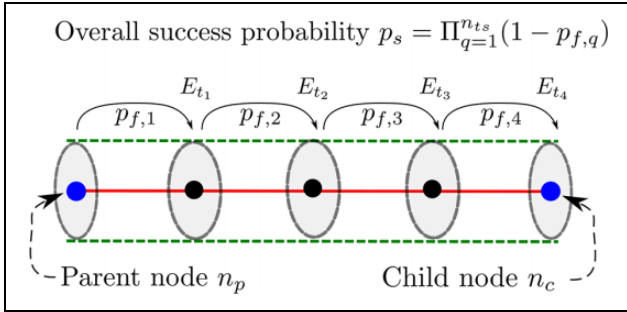 Overall success probability $p_s = \Pi_{q=1}^{n_{ts}}(1 - p_{f,q})$
$E_{t_1}$ $E_{t_2}$ $E_{t_3}$ $E_{t_4}$
$p_{f,1}$ $p_{f,2}$ $p_{f,3}$ $p_{f,4}$
Parent node $n_p$ Child node $n_c$